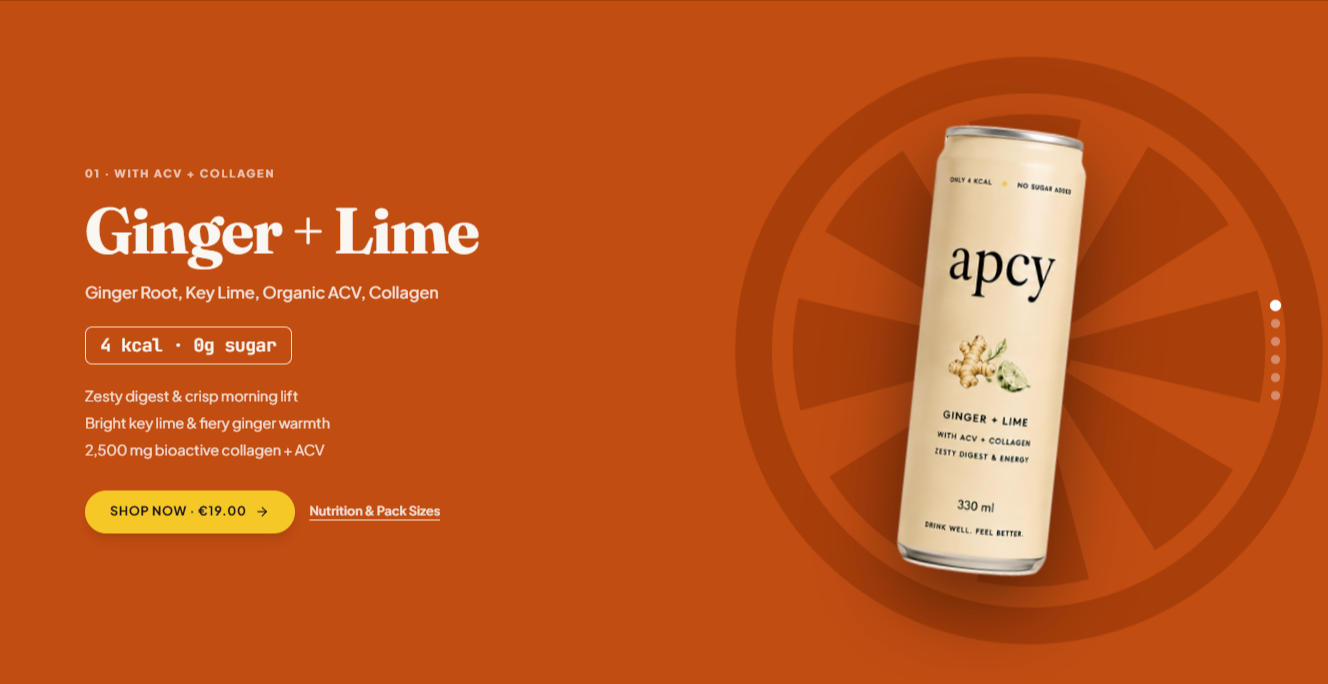 01 · WITH ACV + COLLAGEN
Ginger + Lime
Ginger Root, Key Lime, Organic ACV, Collagen
4 kcal · 0g sugar
Zesty digest & crisp morning lift
Bright key lime & fiery ginger warmth
2,500 mg bioactive collagen + ACV
SHOP NOW · €19.00 →
Nutrition & Pack Sizes
ONLY 4 KCAL NO SUGAR ADDED
apcy
GINGER + LIME
WITH ACV + COLLAGEN
ZESTY DIGEST & ENERGY
330 ml
DRINK WELL. FEEL BETTER.